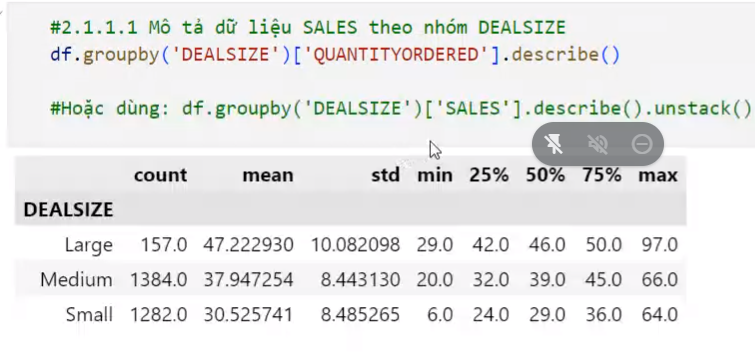 #2.1.1.1 Mô tả dữ liệu SALES theo nhóm DEALSIZE
df.groupby('DEALSIZE')['QUANTITYORDERED'].describe()
#Hoặc dùng: df.groupby('DEALSIZE')['SALES'].describe().unstack()
count mean std min 25% 50% 75% max
DEALSIZE
Large 157.0 47.222930 10.082098 29.0 42.0 46.0 50.0 97.0
Medium 1384.0 37.947254 8.443130 20.0 32.0 39.0 45.0 66.0
Small 1282.0 30.525741 8.485265 6.0 24.0 29.0 36.0 64.0